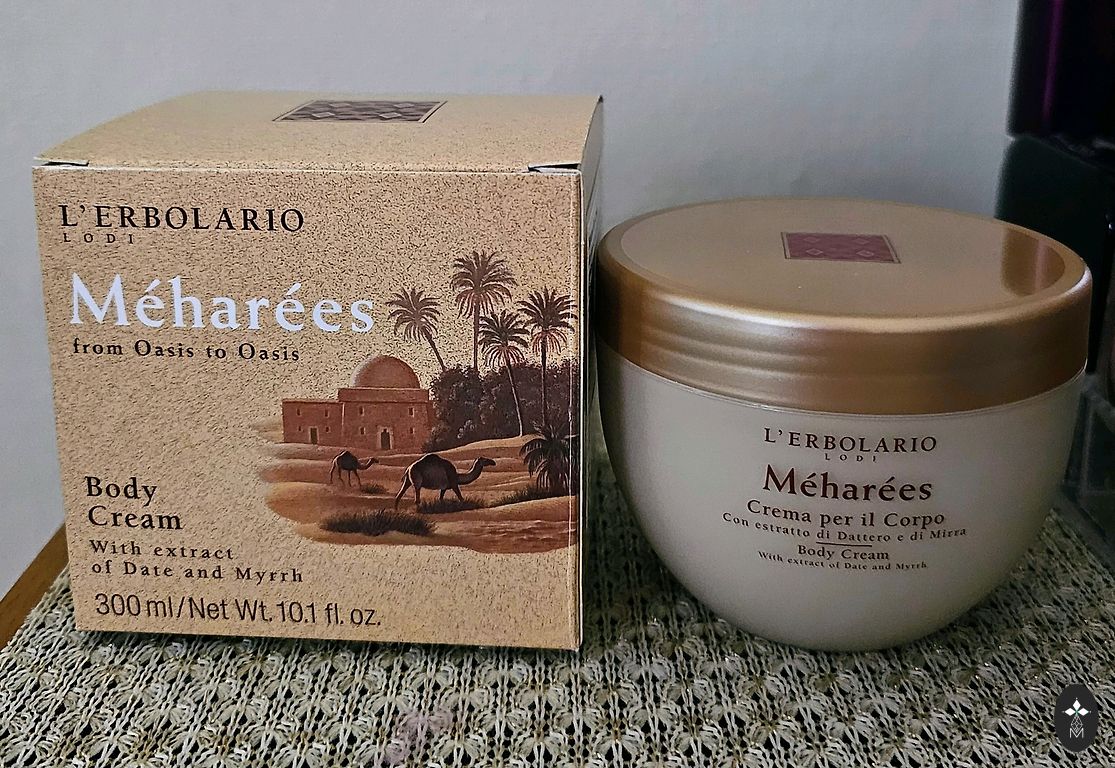 L'ERBOLARIO
LODI
Méharées
from Oasis to Oasis
Body
Cream
With extract
of Date and Myrrh
300 ml/Net Wt. 10.1 fl. oz.
L'ERBOLARIO
LODI
Méharées
Crema per il Corpo
Con estratto di Dattero e di Mirra
Body Cream
With extract of Date and Myrrh
M